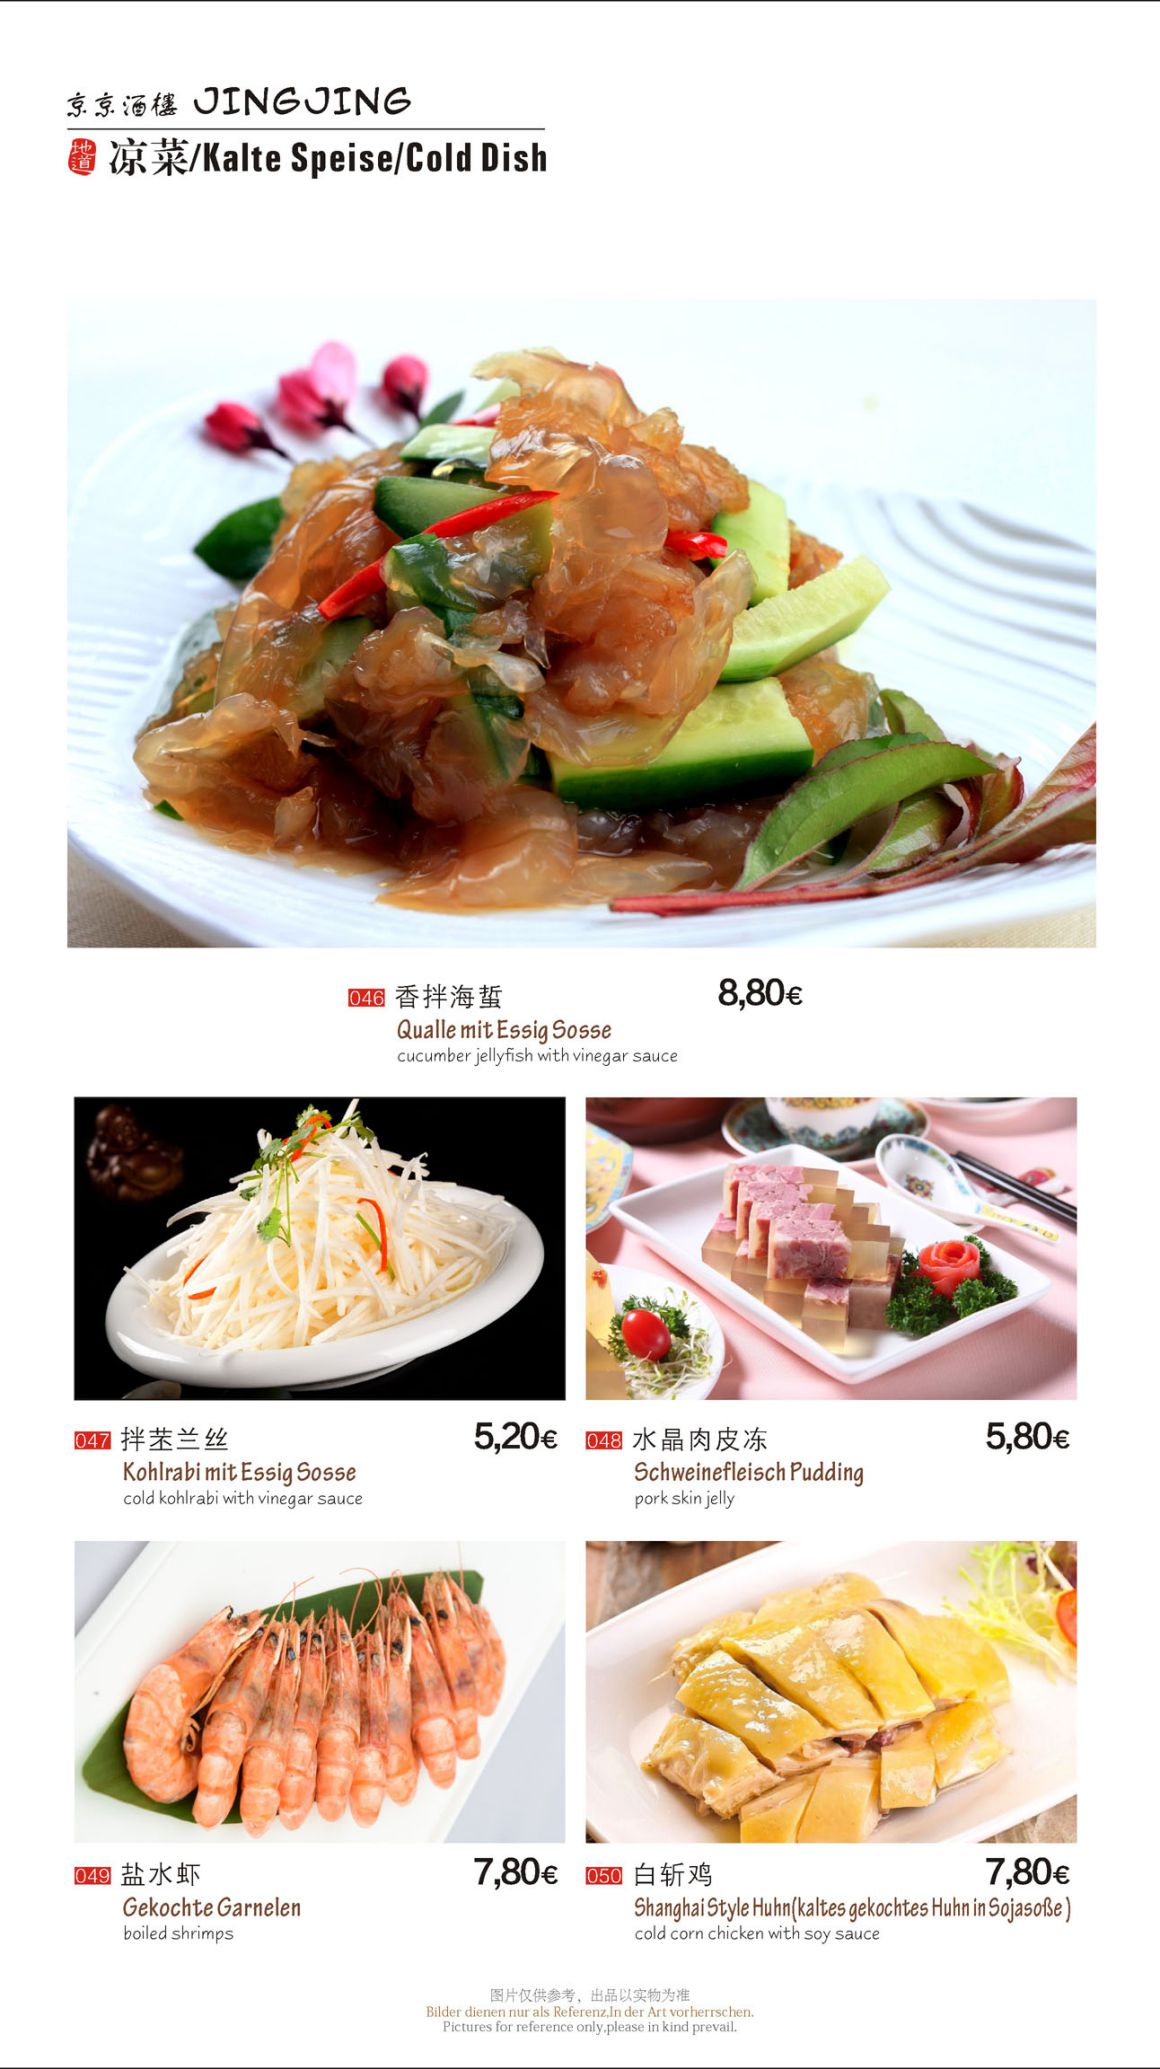 京京酒樓 JINGJING
地道 凉菜/Kalte Speise/Cold Dish
046 香拌海蜇 8,80€
Qualle mit Essig Sosse
cucumber jellyfish with vinegar sauce
047 拌苤兰丝 5,20€
Kohlrabi mit Essig Sosse
cold kohlrabi with vinegar sauce
048 水晶肉皮冻 5,80€
Schweinefleisch Pudding
pork skin jelly
049 盐水虾 7,80€
Gekochte Garnelen
boiled shrimps
050 白斩鸡 7,80€
Shanghai Style Huhn(kaltes gekochtes Huhn in Sojasoße )
cold corn chicken with soy sauce
图片仅供参考，出品以实物为准
Bilder dienen nur als Referenz,In der Art vorherrschen.
Pictures for reference only,please in kind prevail.